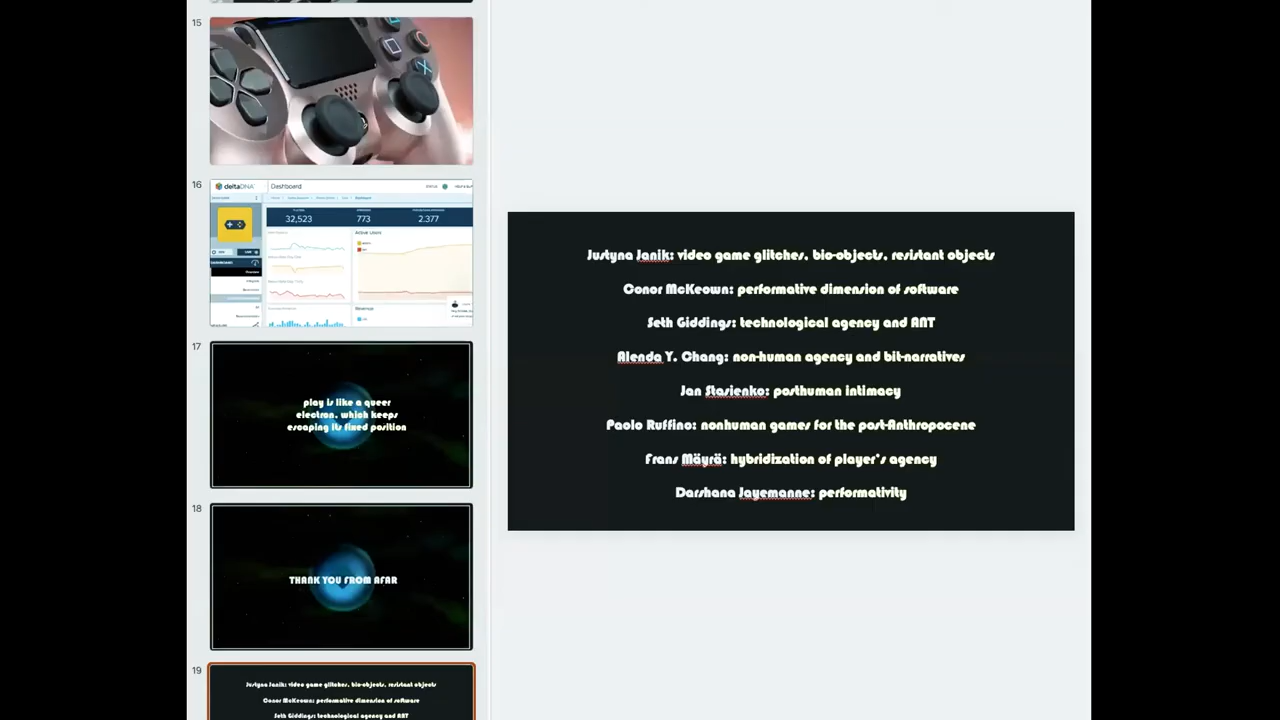 15
16
deltaDNA
Dashboard
32,523
773
2.377
Active Users
Revenue
17
play is like a queer
electron, which keeps
escaping its fixed position
18
THANK YOU FROM AFAR
19
Justyna Janik: video game glitches, bio-objects, resistant objects
Conor McKeown: performative dimension of software
Seth Giddings: technological agency and ANT
Justyna Janik: video game glitches, bio-objects, resistant objects
Conor McKeown: performative dimension of software
Seth Giddings: technological agency and ANT
Alenda Y. Chang: non-human agency and bit-narratives
Jan Stasienko: posthuman intimacy
Paolo Ruffino: nonhuman games for the post-Anthropocene
Frans Mäyrä: hybridization of player's agency
Darshana Jayemanne: performativity